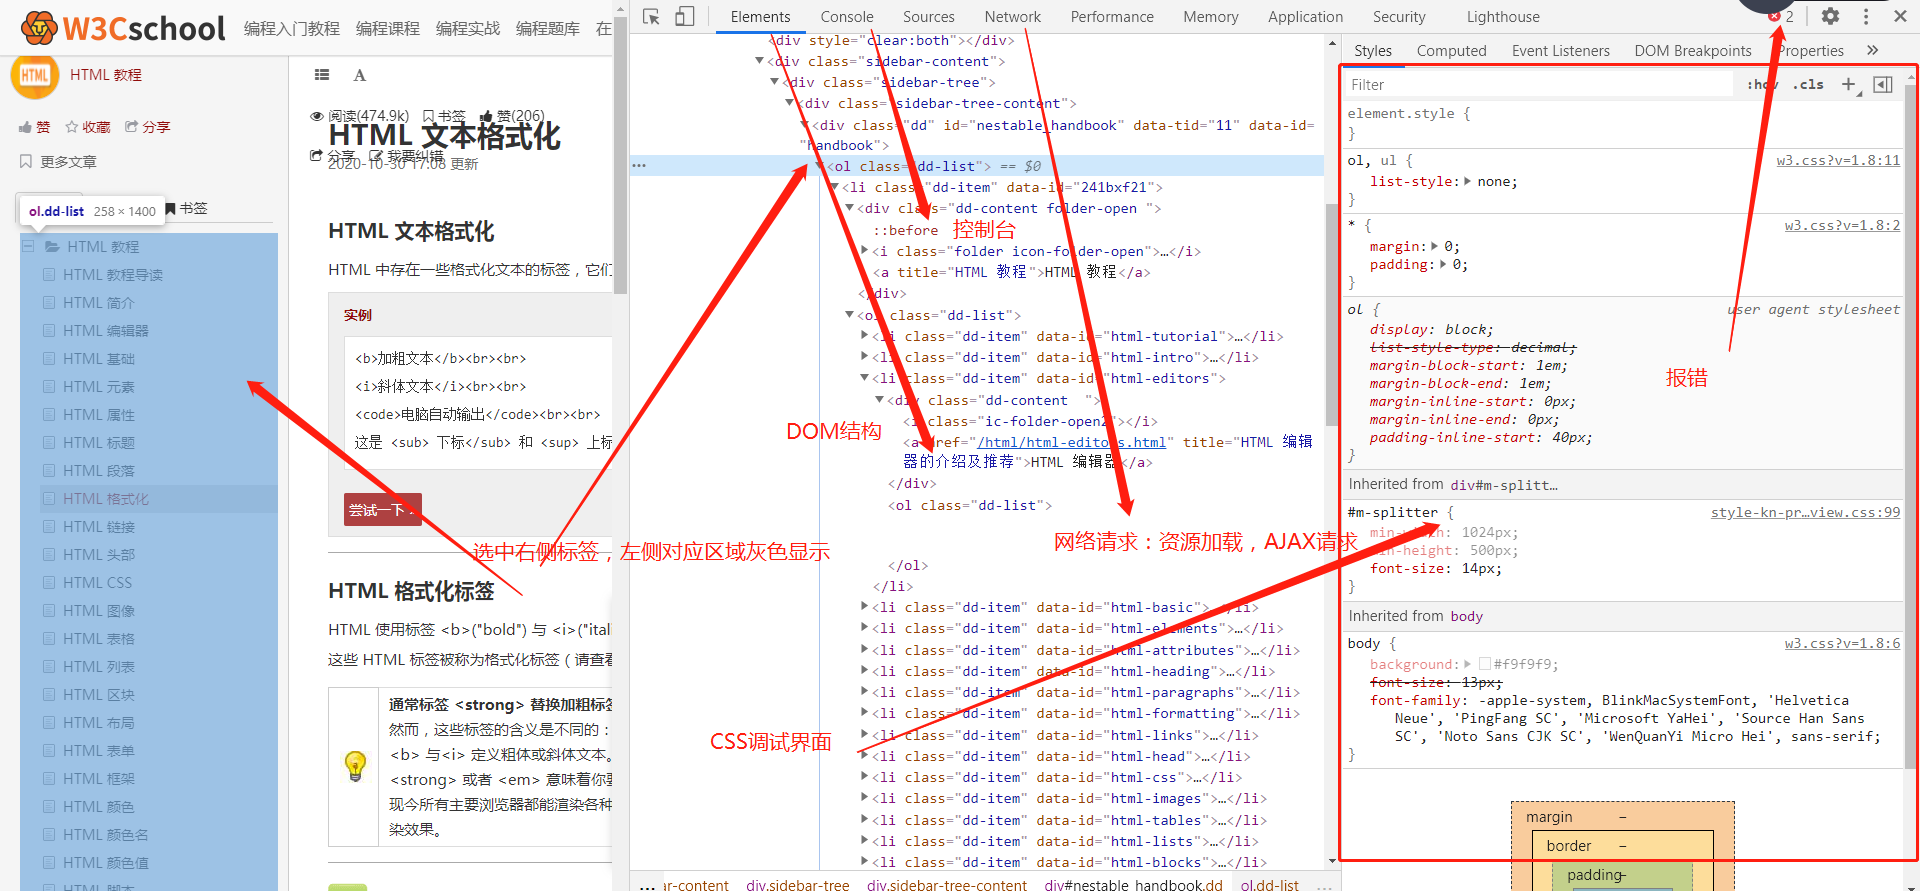 W3Cschool 编程入门教程 编程课程 编程实战 编程题库 在
HTML
HTML 教程
赞 收藏 分享
更多文章
书签
ol.dd-list 258 × 1400
HTML 教程
HTML 教程导读
HTML 简介
HTML 编辑器
HTML 基础
HTML 元素
HTML 属性
HTML 标题
HTML 段落
HTML 格式化
HTML 链接
HTML 头部
HTML CSS
HTML 图像
HTML 表格
HTML 列表
HTML 区块
HTML 布局
HTML 表单
HTML 框架
HTML 颜色
HTML 颜色名
HTML 颜色值
HTML 脚本
A
阅读(474.9k) 书签 赞(206)
HTML 文本格式化
分享 我要纠错
2020-10-30 17:08 更新
HTML 文本格式化
HTML 中存在一些格式化文本的标签，它们
实例
<b>加粗文本</b><br><br>
<i>斜体文本</i><br><br>
<code>电脑自动输出</code><br><br>
这是 <sub> 下标</sub> 和 <sup> 上标
尝试一下 »
选中右侧标签，左侧对应区域灰色显示
HTML 格式化标签
HTML 使用标签 <b>("bold") 与 <i>("ital
这些 HTML 标签被称为格式化标签（请查看
通常标签 <strong> 替换加粗标签
然而，这些标签的含义是不同的：
<b> 与<i> 定义粗体或斜体文本。
<strong> 或者 <em> 意味着你要
现今所有主要浏览器都能渲染各种
染效果。
Elements Console Sources Network Performance Memory Application Security Lighthouse 2
<div style="clear:both"></div>
<div class="sidebar-content">
<div class="sidebar-tree">
<div class="sidebar-tree-content">
<div class="dd" id="nestable_handbook" data-tid="11" data-id=
"handbook">
<ol class="dd-list"> == $0
<li class="dd-item" data-id="241bxf21">
<div class="dd-content folder-open ">
::before
控制台
<i class="folder icon-folder-open">…</i>
<a title="HTML 教程">HTML 教程</a>
</div>
<ol class="dd-list">
<li class="dd-item" data-id="html-tutorial">…</li>
<li class="dd-item" data-id="html-intro">…</li>
<li class="dd-item" data-id="html-editors">
<div class="dd-content  ">
<i class="ic-folder-open2"></i>
DOM结构
<a href="/html/html-editors.html" title="HTML 编辑
器的介绍及推荐">HTML 编辑器</a>
</div>
<ol class="dd-list">
网络请求：资源加载，AJAX请求
</ol>
</li>
<li class="dd-item" data-id="html-basic">…</li>
<li class="dd-item" data-id="html-elements">…</li>
<li class="dd-item" data-id="html-attributes">…</li>
<li class="dd-item" data-id="html-heading">…</li>
<li class="dd-item" data-id="html-paragraphs">…</li>
<li class="dd-item" data-id="html-formatting">…</li>
<li class="dd-item" data-id="html-links">…</li>
CSS调试界面
<li class="dd-item" data-id="html-head">…</li>
<li class="dd-item" data-id="html-css">…</li>
<li class="dd-item" data-id="html-images">…</li>
<li class="dd-item" data-id="html-tables">…</li>
<li class="dd-item" data-id="html-lists">…</li>
<li class="dd-item" data-id="html-blocks">…</li>
… ar-content div.sidebar-tree div.sidebar-tree-content div#nestable_handbook.dd ol.dd-list …
Styles Computed Event Listeners DOM Breakpoints Properties »
Filter :hov .cls +
element.style {
}
ol, ul { w3.css?v=1.8:11
list-style: none;
}
* { w3.css?v=1.8:2
margin: 0;
padding: 0;
}
ol { user agent stylesheet
display: block;
list-style-type: decimal;
margin-block-start: 1em;
margin-block-end: 1em;
报错
margin-inline-start: 0px;
margin-inline-end: 0px;
padding-inline-start: 40px;
}
Inherited from div#m-splitt…
#m-splitter { style-kn-pr…view.css:99
min-width: 1024px;
min-height: 500px;
font-size: 14px;
}
Inherited from body
body { w3.css?v=1.8:6
background: #f9f9f9;
font-size: 13px;
font-family: -apple-system, BlinkMacSystemFont, 'Helvetica
Neue', 'PingFang SC', 'Microsoft YaHei', 'Source Han Sans
SC', 'Noto Sans CJK SC', 'WenQuanYi Micro Hei', sans-serif;
}
margin –
border –
padding –